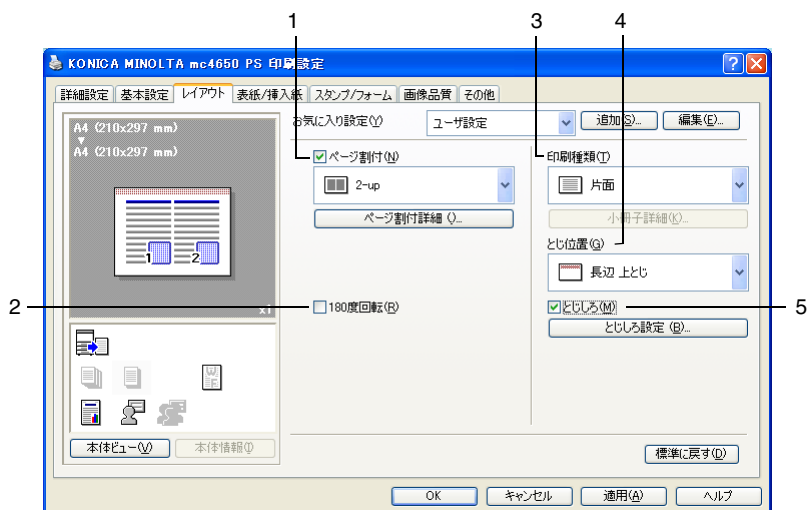 1
3
4
KONICA MINOLTA mc4650 PS 印刷設定
詳細設定 基本設定 レイアウト 表紙/挿入紙 スタンプ/フォーム 画像品質 その他
お気に入り設定(Y) ユーザ設定 追加(S)... 編集(E)...
A4 (210x297 mm)
A4 (210x297 mm)
1 2
x1
ページ割付(N)
2-up
ページ割付詳細 ()...
2
180度回転(R)
印刷種類(T)
片面
小冊子詳細(K)...
とじ位置(G)
長辺 上とじ
とじしろ(M)
5
とじしろ設定 (B)...
W
F
本体ビュー(V) 本体情報(I)
標準に戻す(D)
OK キャンセル 適用(A) ヘルプ